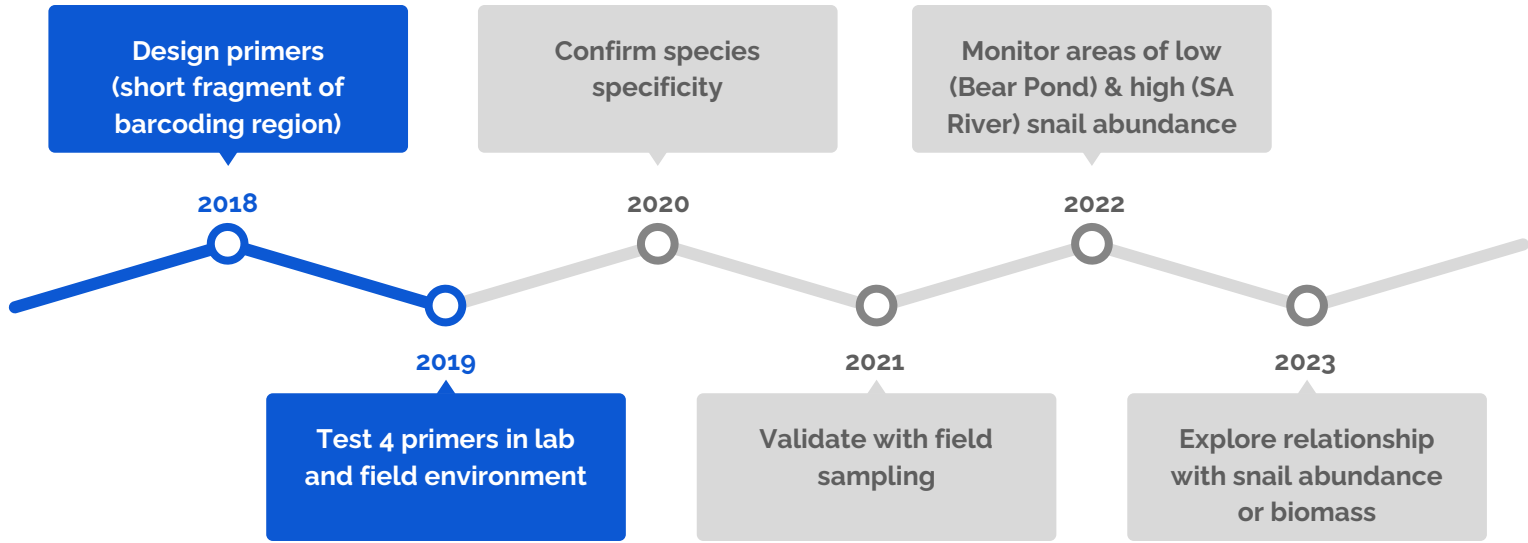 Design primers
(short fragment of
barcoding region)
2018
2019
Test 4 primers in lab
and field environment
Confirm species
specificity
2020
2021
Validate with field
sampling
Monitor areas of low
(Bear Pond) & high (SA
River) snail abundance
2022
2023
Explore relationship
with snail abundance
or biomass